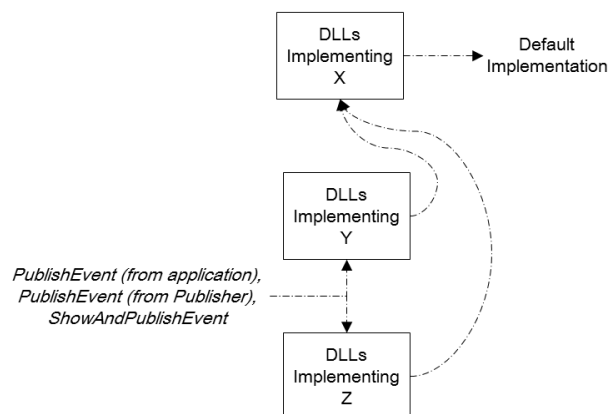 DLLs
Implementing
X
Default
Implementation
DLLs
Implementing
Y
PublishEvent (from application),
PublishEvent (from Publisher),
ShowAndPublishEvent
DLLs
Implementing
Z